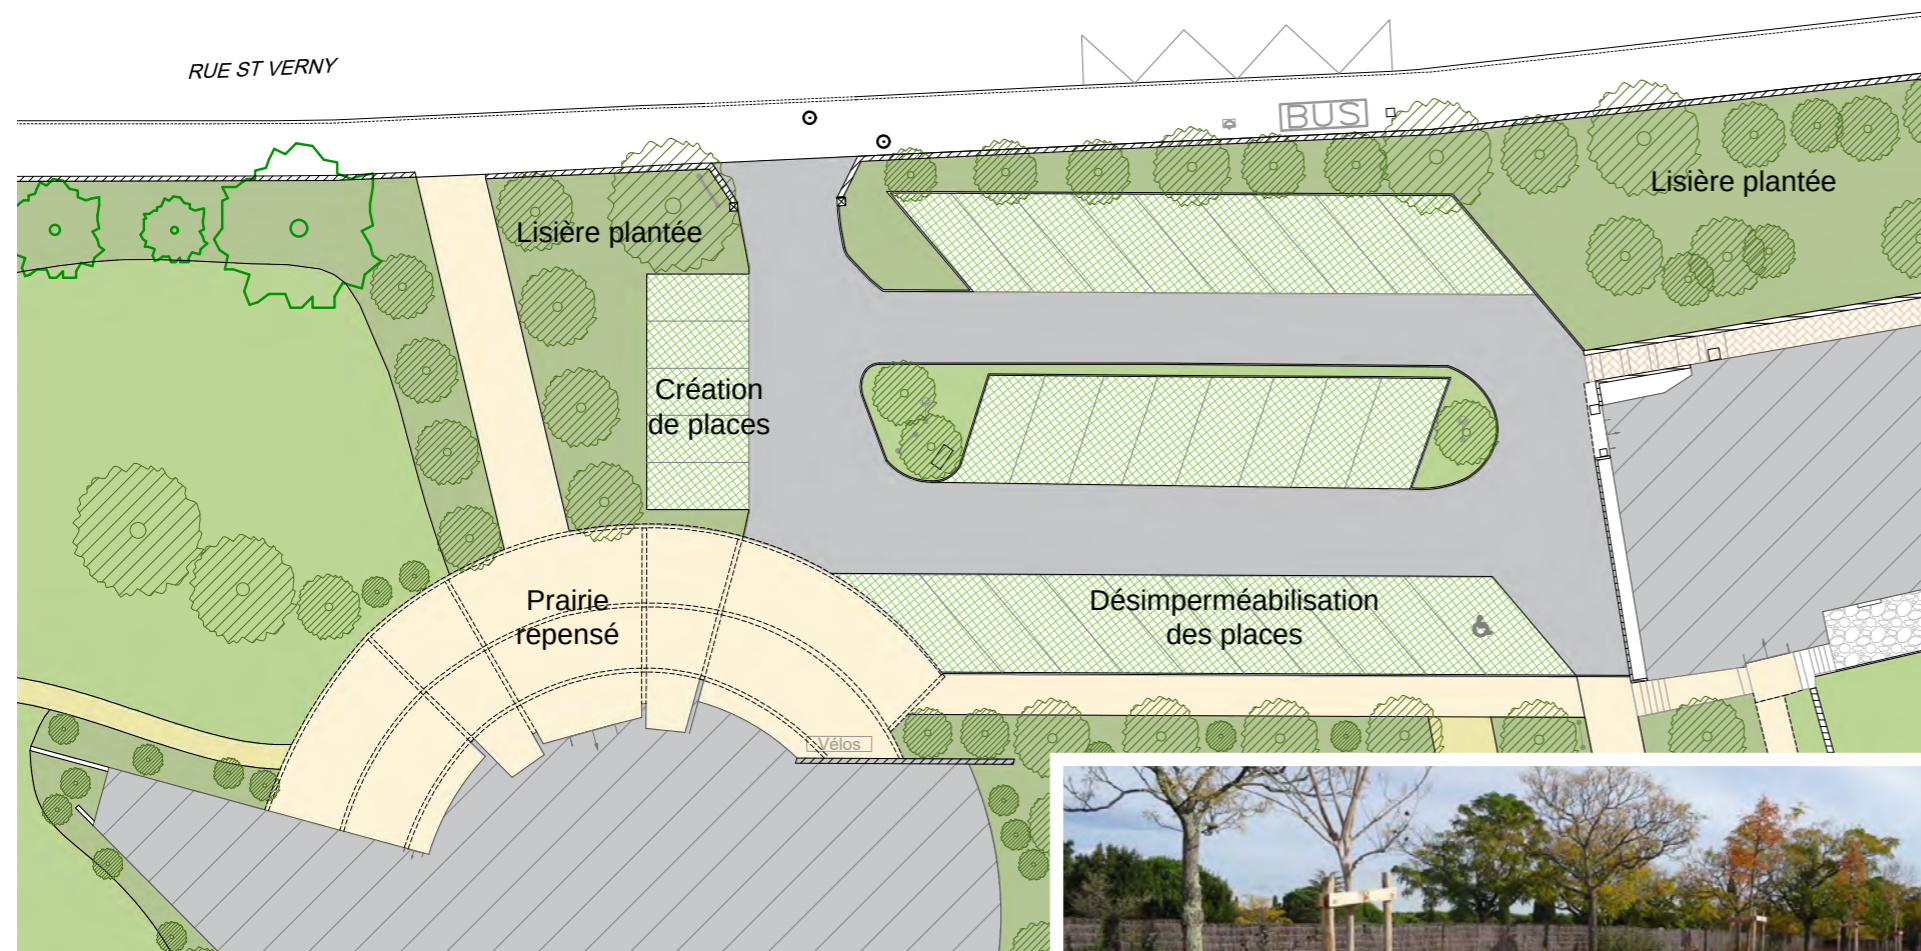 RUE ST VERNY
BUS
Lisière plantée
Lisière plantée
Création
de places
Prairie
repensé
Désimperméabilisation
des places
Vélos